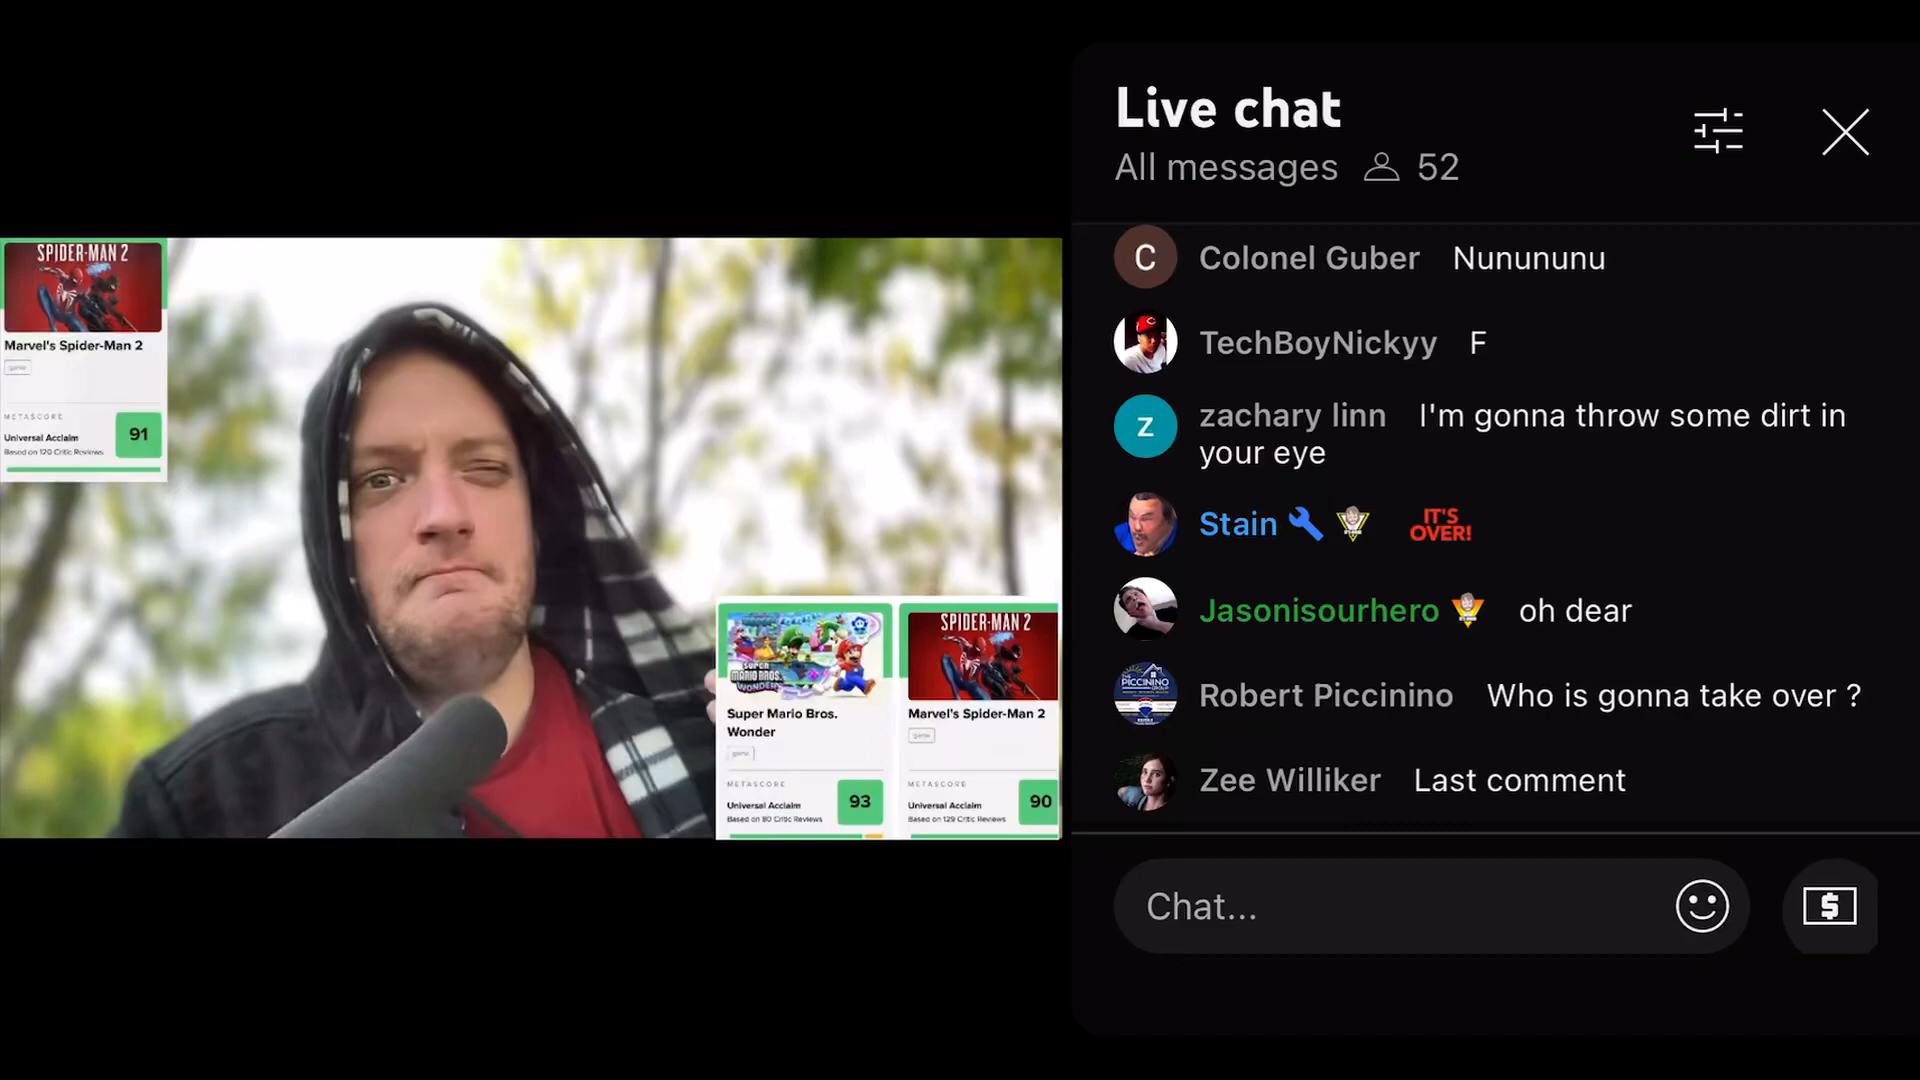 SPIDER-MAN 2
Marvel's Spider-Man 2
game
METASCORE
Universal Acclaim
Based on 120 Critic Reviews
91
SUPER
MARIO BROS.
WONDER
Super Mario Bros.
Wonder
game
METASCORE
Universal Acclaim
Based on 80 Critic Reviews
93
SPIDER-MAN 2
Marvel's Spider-Man 2
game
METASCORE
Universal Acclaim
Based on 129 Critic Reviews
90
Live chat
All messages 52
C Colonel Guber Nunununu
TechBoyNickyy F
Z zachary linn I'm gonna throw some dirt in
your eye
Stain IT'S
OVER!
Jasonisourhero oh dear
PICCININO
Robert Piccinino Who is gonna take over ?
Zee Williker Last comment
Chat...
$